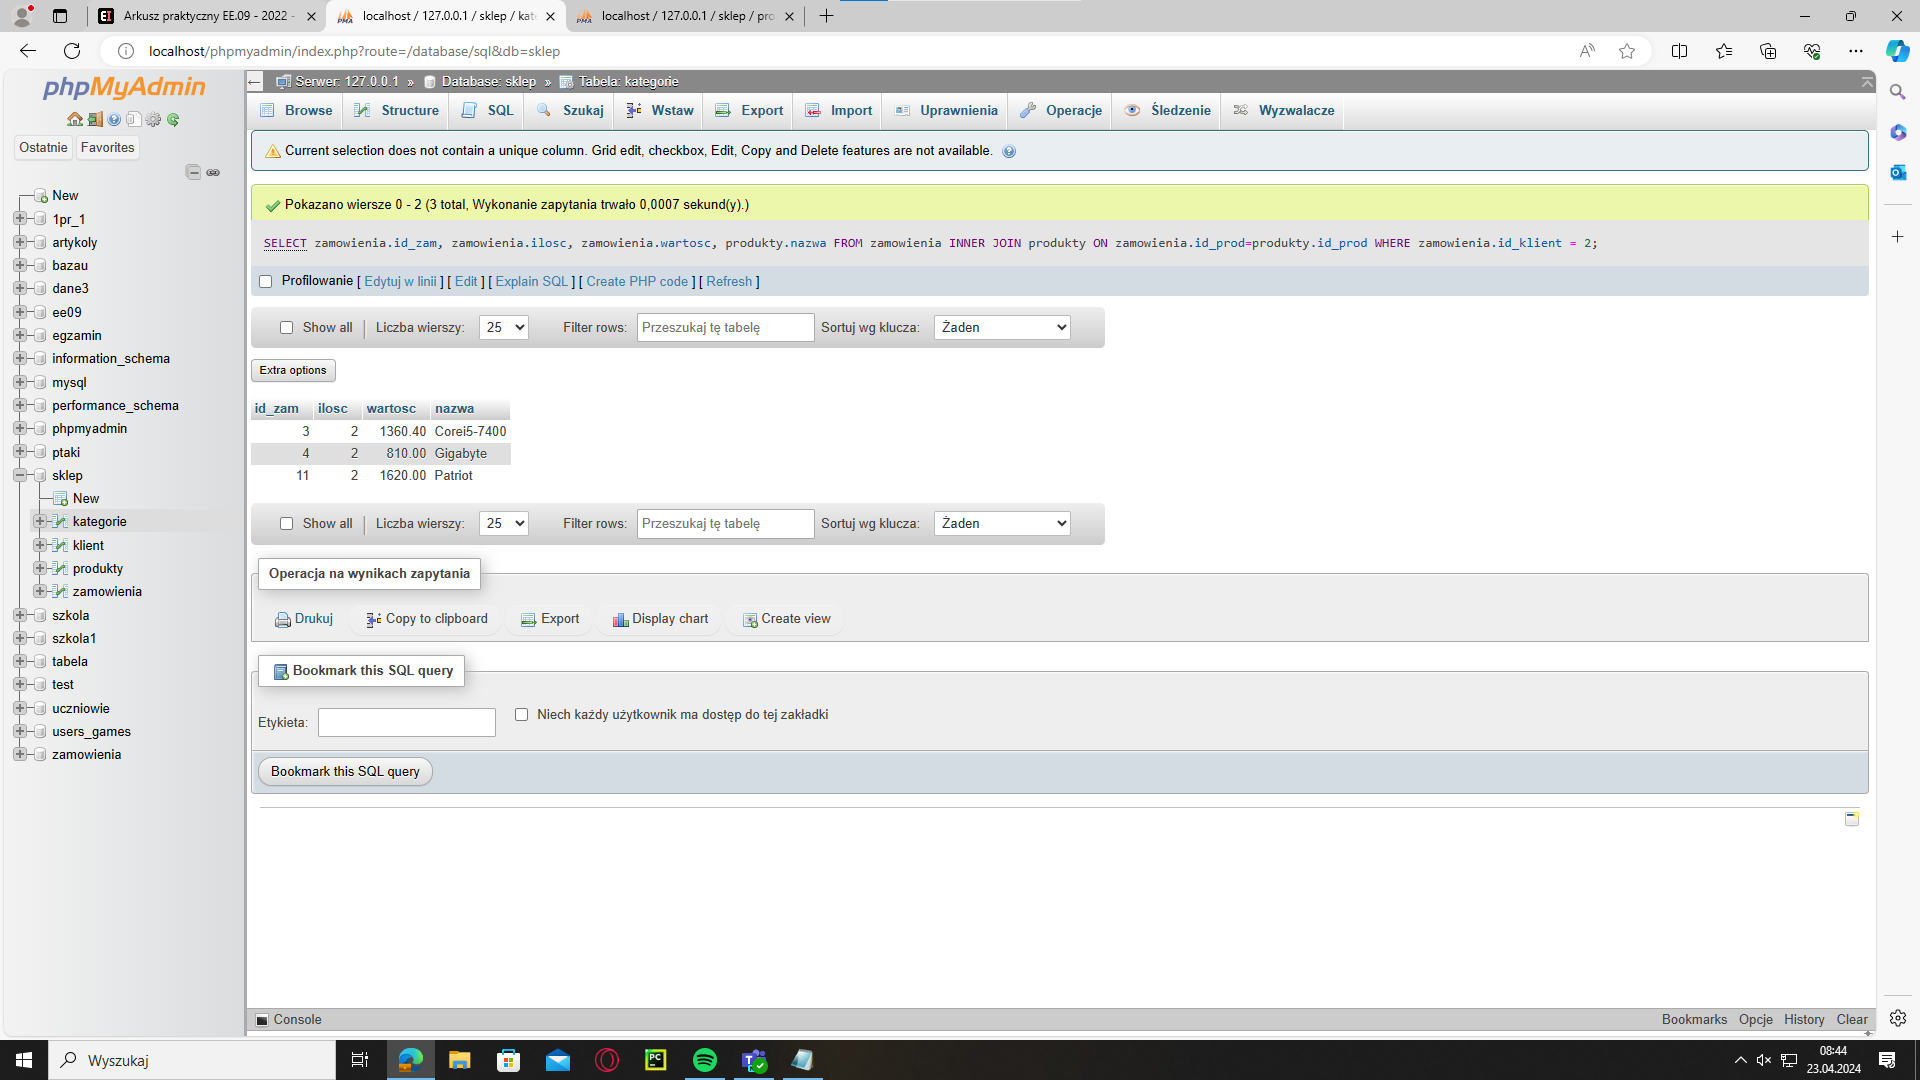 Arkusz praktyczny EE.09 - 2022 -
localhost / 127.0.0.1 / sklep / kate
localhost / 127.0.0.1 / sklep / pro
localhost/phpmyadmin/index.php?route=/database/sql&db=sklep
phpMyAdmin
Ostatnie
Favorites
New
1pr_1
artykoly
bazau
dane3
ee09
egzamin
information_schema
mysql
performance_schema
phpmyadmin
ptaki
sklep
New
kategorie
klient
produkty
zamowienia
szkola
szkola1
tabela
test
uczniowie
users_games
zamowienia
Serwer: 127.0.0.1 » Database: sklep » Tabela: kategorie
Browse Structure SQL Szukaj Wstaw Export Import Uprawnienia Operacje Śledzenie Wyzwalacze
Current selection does not contain a unique column. Grid edit, checkbox, Edit, Copy and Delete features are not available.
Pokazano wiersze 0 - 2 (3 total, Wykonanie zapytania trwało 0,0007 sekund(y).)
SELECT zamowienia.id_zam, zamowienia.ilosc, zamowienia.wartosc, produkty.nazwa FROM zamowienia INNER JOIN produkty ON zamowienia.id_prod=produkty.id_prod WHERE zamowienia.id_klient = 2;
Profilowanie [ Edytuj w linii ] [ Edit ] [ Explain SQL ] [ Create PHP code ] [ Refresh ]
Show all Liczba wierszy: 25 Filter rows: Przeszukaj tę tabelę Sortuj wg klucza: Żaden
Extra options
id_zam ilosc wartosc nazwa
3 2 1360.40 Corei5-7400
4 2 810.00 Gigabyte
11 2 1620.00 Patriot
Show all Liczba wierszy: 25 Filter rows: Przeszukaj tę tabelę Sortuj wg klucza: Żaden
Operacja na wynikach zapytania
Drukuj Copy to clipboard Export Display chart Create view
Bookmark this SQL query
Etykieta: Niech każdy użytkownik ma dostęp do tej zakładki
Bookmark this SQL query
Console
Bookmarks Opcje History Clear
Wyszukaj
08:44
23.04.2024